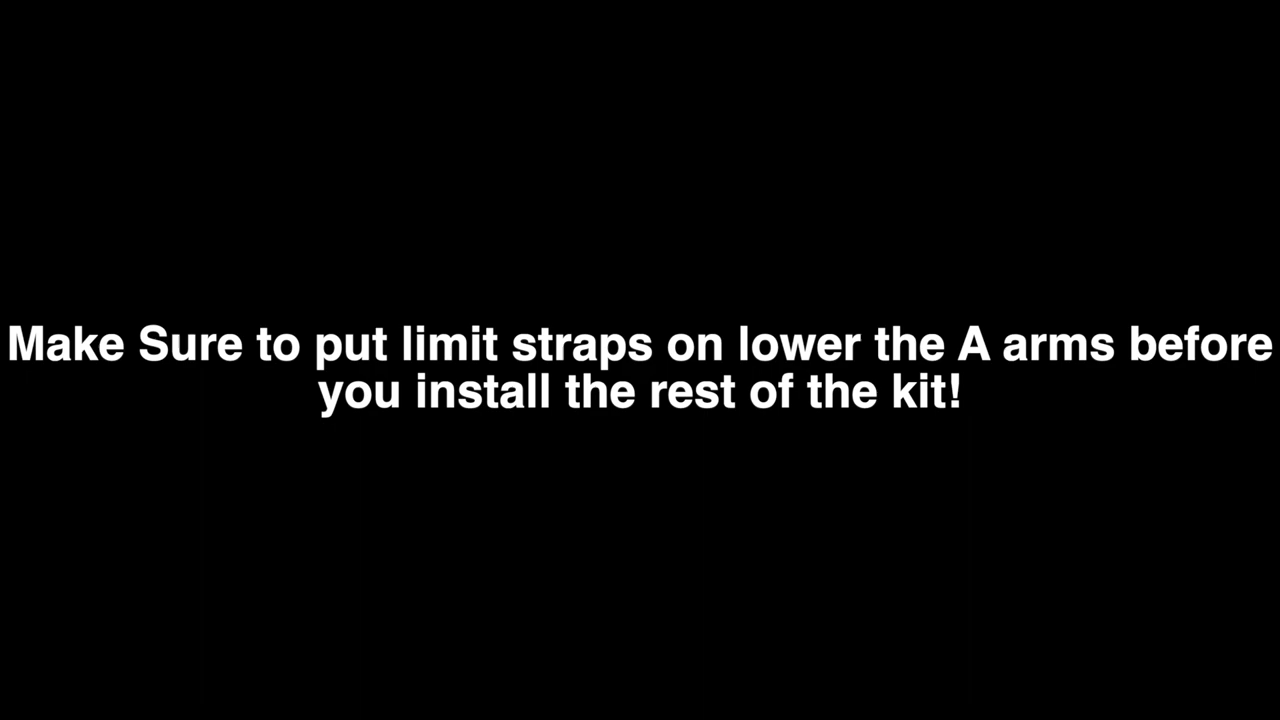 Make Sure to put limit straps on lower the A arms before
you install the rest of the kit!